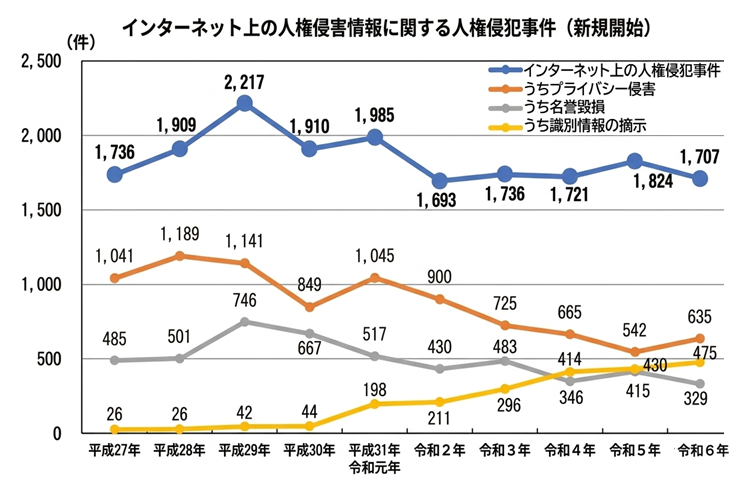 インターネット上の人権侵害情報に関する人権侵犯事件（新規開始）
（件）
インターネット上の人権侵犯事件
うちプライバシー侵害
うち名誉毀損
うち識別情報の摘示
2,500
2,000
1,500
1,000
500
0
1,736
1,909
2,217
1,910
1,985
1,693
1,736
1,721
1,824
1,707
1,041
1,189
1,141
849
1,045
900
725
665
542
635
485
501
746
667
517
430
483
346
415
329
26
26
42
44
198
211
296
414
430
475
平成27年
平成28年
平成29年
平成30年
平成31年
令和元年
令和２年
令和３年
令和４年
令和５年
令和６年